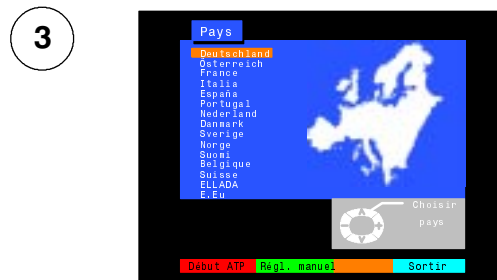 3
Pays
Deutschland
Österreich
France
Italia
España
Portugal
Nederland
Danmark
Sverige
Norge
Suomi
Belgique
Suisse
ELLADA
E.Eu
Choisir
pays
Début ATP Régl. manuel Sortir